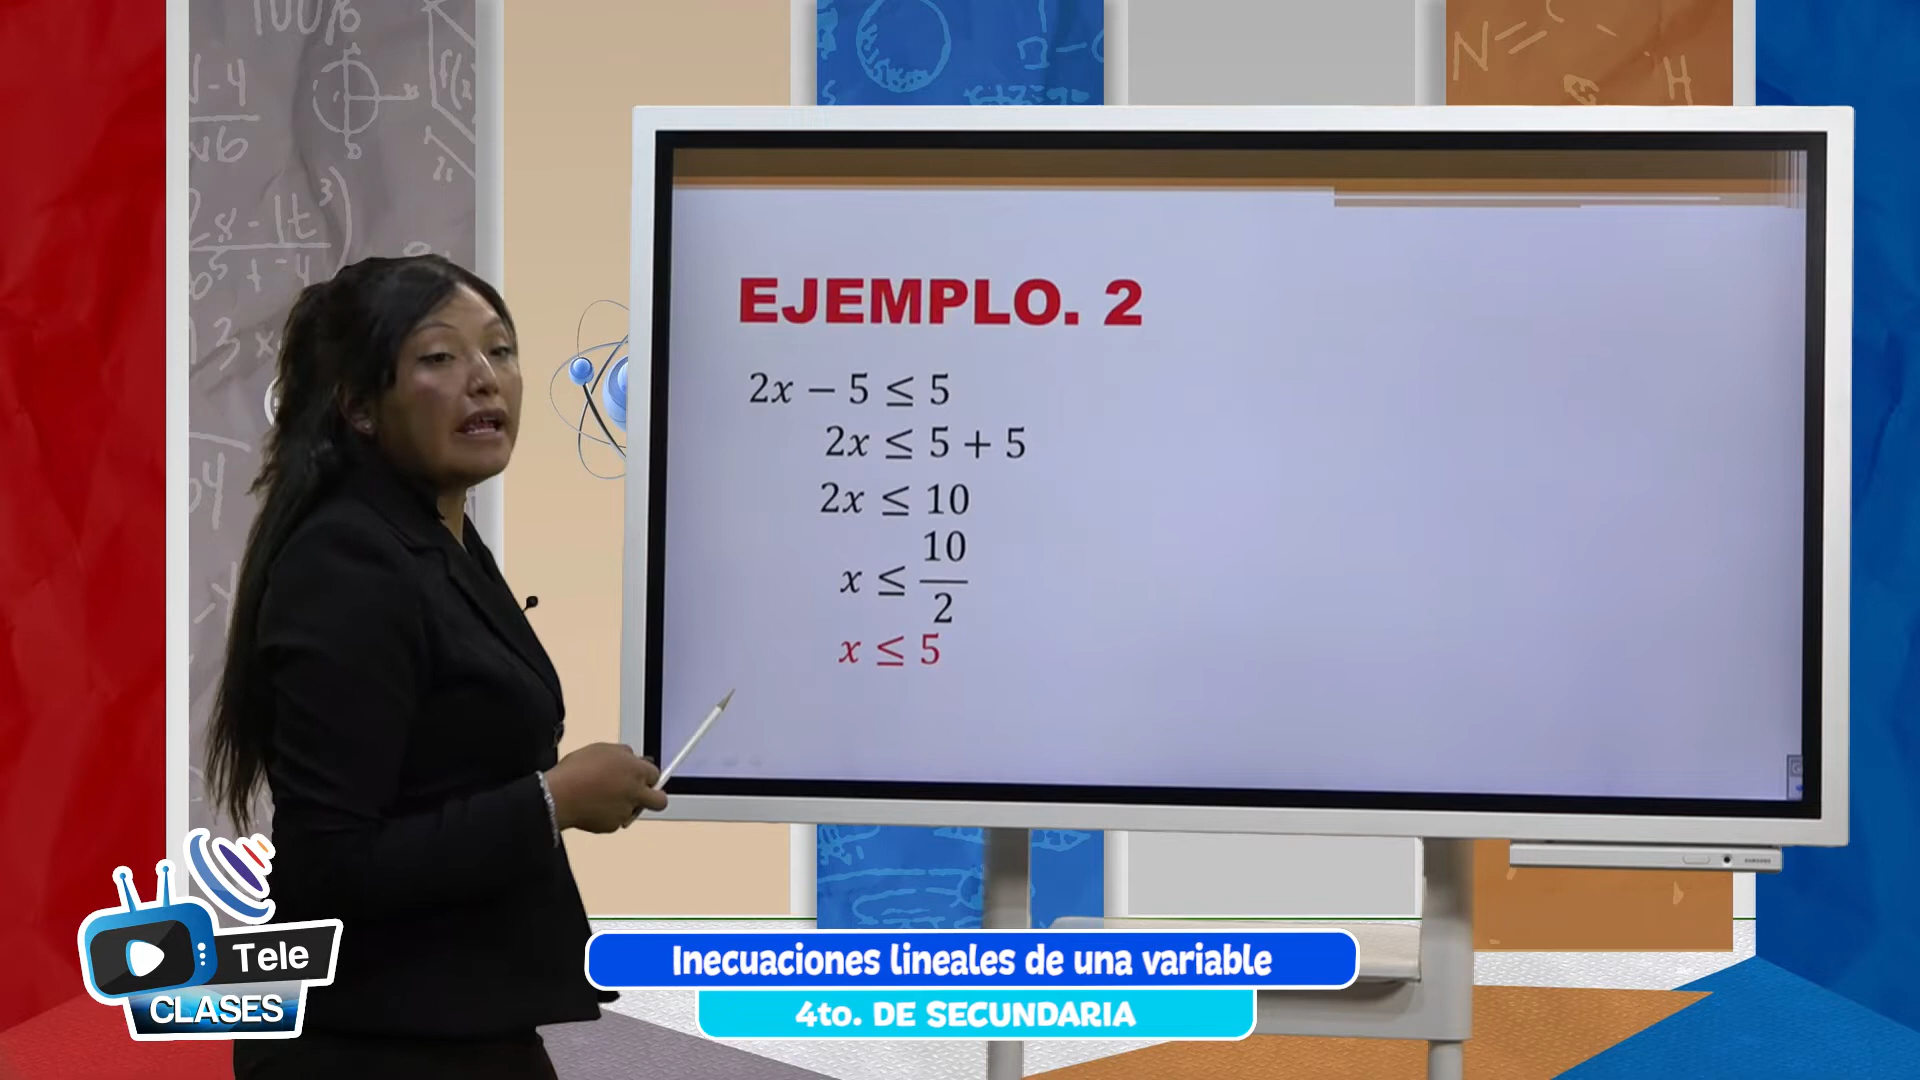 EJEMPLO. 2
2x − 5 ≤ 5
2x ≤ 5 + 5
2x ≤ 10
x ≤ 10/2
x ≤ 5
Tele
CLASES
Inecuaciones lineales de una variable
4to. DE SECUNDARIA